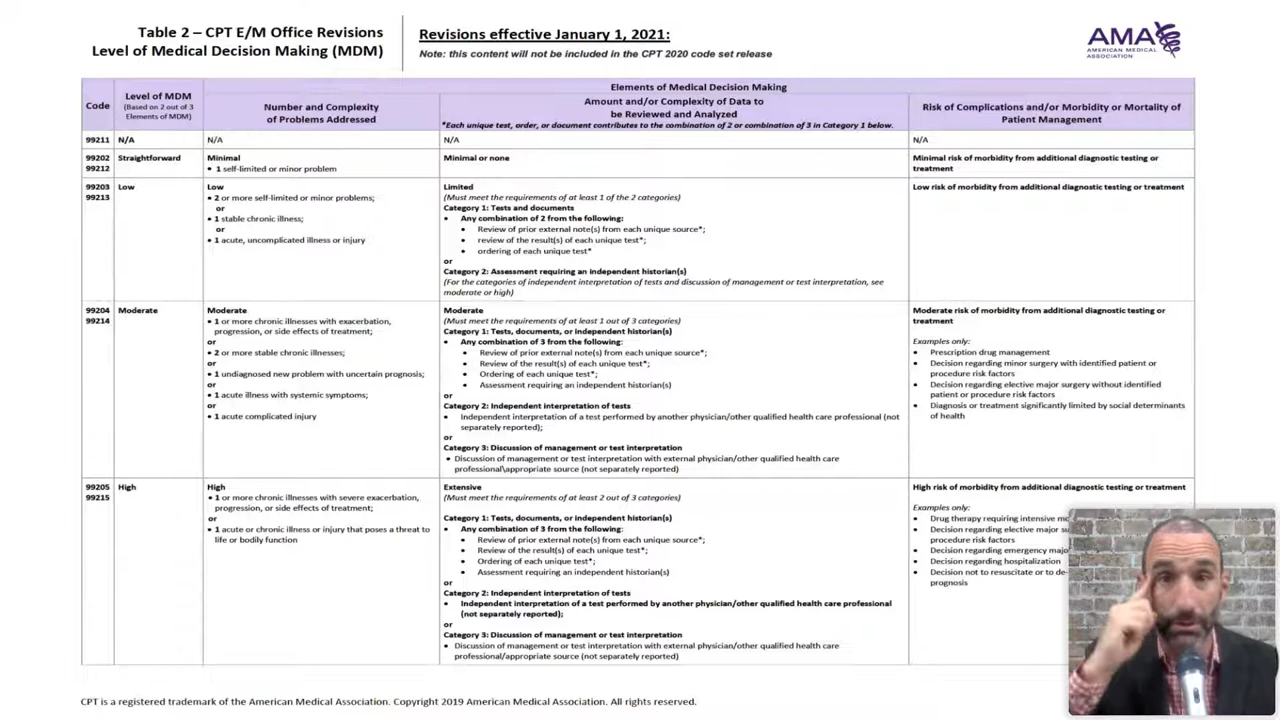 Table 2 – CPT E/M Office Revisions
Level of Medical Decision Making (MDM)
Revisions effective January 1, 2021:
Note: this content will not be included in the CPT 2020 code set release
AMA
AMERICAN MEDICAL
ASSOCIATION
Elements of Medical Decision Making
Code
Level of MDM
(Based on 2 out of 3
Elements of MDM)
Number and Complexity
of Problems Addressed
Amount and/or Complexity of Data to
be Reviewed and Analyzed
*Each unique test, order, or document contributes to the combination of 2 or combination of 3 in Category 1 below.
Risk of Complications and/or Morbidity or Mortality of
Patient Management
99211
N/A
N/A
N/A
N/A
99202
99212
Straightforward
Minimal
• 1 self-limited or minor problem
Minimal or none
Minimal risk of morbidity from additional diagnostic testing or
treatment
99203
99213
Low
Low
• 2 or more self-limited or minor problems;
or
• 1 stable chronic illness;
or
• 1 acute, uncomplicated illness or injury
Limited
(Must meet the requirements of at least 1 of the 2 categories)
Category 1: Tests and documents
• Any combination of 2 from the following:
• Review of prior external note(s) from each unique source*;
• review of the result(s) of each unique test*;
• ordering of each unique test*
or
Category 2: Assessment requiring an independent historian(s)
(For the categories of independent interpretation of tests and discussion of management or test interpretation, see
moderate or high)
Low risk of morbidity from additional diagnostic testing or treatment
99204
99214
Moderate
Moderate
• 1 or more chronic illnesses with exacerbation,
progression, or side effects of treatment;
or
• 2 or more stable chronic illnesses;
or
• 1 undiagnosed new problem with uncertain prognosis;
or
• 1 acute illness with systemic symptoms;
or
• 1 acute complicated injury
Moderate
(Must meet the requirements of at least 1 out of 3 categories)
Category 1: Tests, documents, or independent historian(s)
• Any combination of 3 from the following:
• Review of prior external note(s) from each unique source*;
• Review of the result(s) of each unique test*;
• Ordering of each unique test*;
• Assessment requiring an independent historian(s)
or
Category 2: Independent interpretation of tests
• Independent interpretation of a test performed by another physician/other qualified health care professional (not
separately reported);
or
Category 3: Discussion of management or test interpretation
• Discussion of management or test interpretation with external physician/other qualified health care
professional\appropriate source (not separately reported)
Moderate risk of morbidity from additional diagnostic testing or
treatment
Examples only:
• Prescription drug management
• Decision regarding minor surgery with identified patient or
procedure risk factors
• Decision regarding elective major surgery without identified
patient or procedure risk factors
• Diagnosis or treatment significantly limited by social determinants
of health
99205
99215
High
High
• 1 or more chronic illnesses with severe exacerbation,
progression, or side effects of treatment;
or
• 1 acute or chronic illness or injury that poses a threat to
life or bodily function
Extensive
(Must meet the requirements of at least 2 out of 3 categories)
Category 1: Tests, documents, or independent historian(s)
• Any combination of 3 from the following:
• Review of prior external note(s) from each unique source*;
• Review of the result(s) of each unique test*;
• Ordering of each unique test*;
• Assessment requiring an independent historian(s)
or
Category 2: Independent interpretation of tests
• Independent interpretation of a test performed by another physician/other qualified health care professional
(not separately reported);
or
Category 3: Discussion of management or test interpretation
• Discussion of management or test interpretation with external physician/other qualified health care
professional/appropriate source (not separately reported)
High risk of morbidity from additional diagnostic testing or treatment
Examples only:
• Drug therapy requiring intensive
• Decision regarding elective major
procedure risk factors
• Decision regarding emergency
• Decision regarding hospitalization
• Decision not to resuscitate or to
prognosis
CPT is a registered trademark of the American Medical Association. Copyright 2019 American Medical Association. All rights reserved.